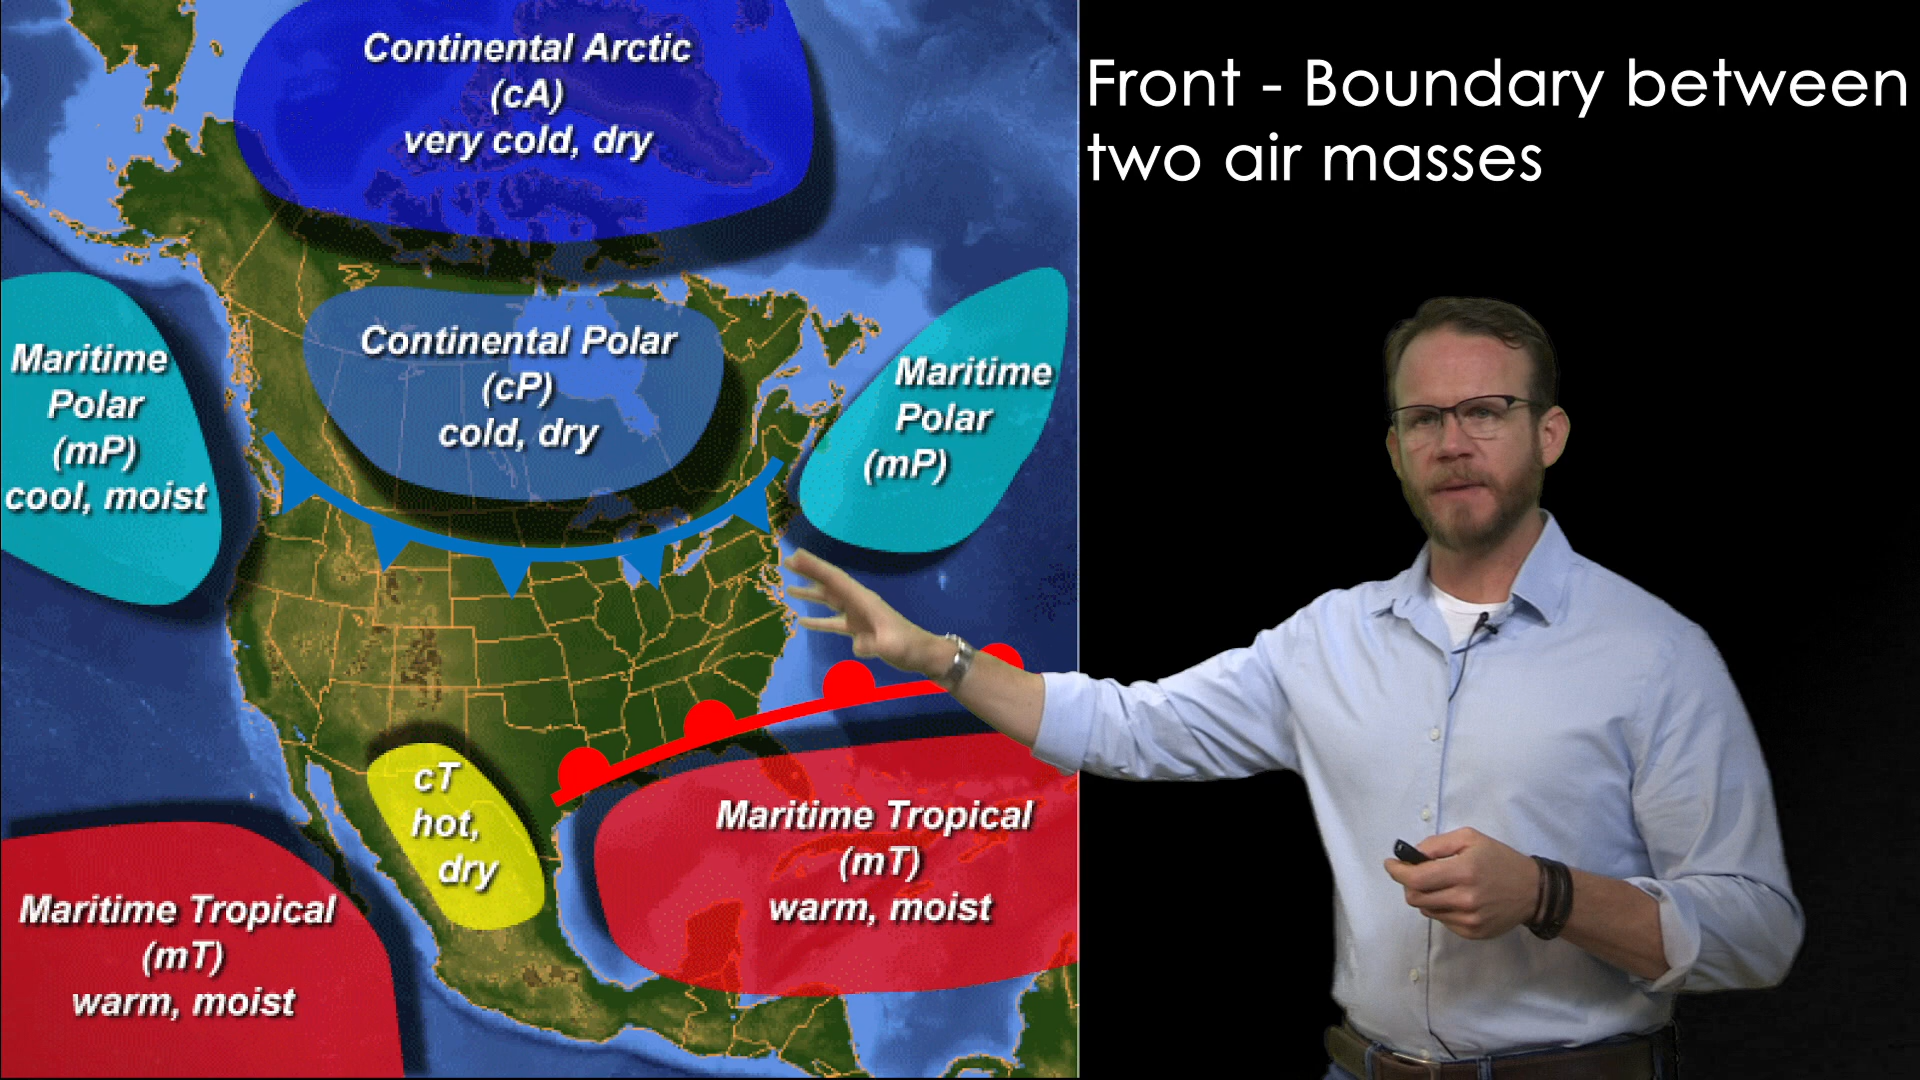 Continental Arctic
(cA)
very cold, dry
Front - Boundary between
two air masses
Maritime
Polar
(mP)
cool, moist
Continental Polar
(cP)
cold, dry
Maritime
Polar
(mP)
cT
hot,
dry
Maritime Tropical
(mT)
warm, moist
Maritime Tropical
(mT)
warm, moist